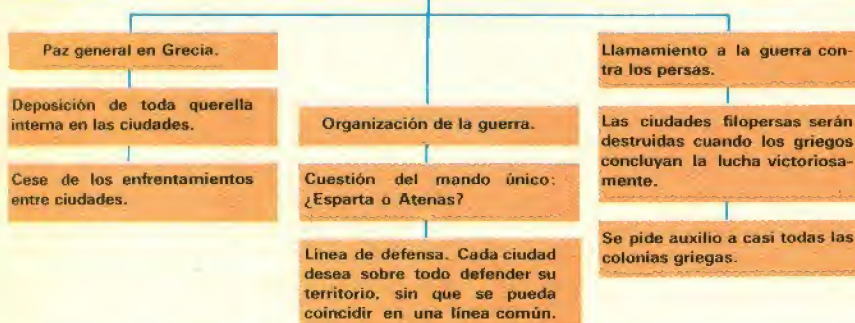 Paz general en Grecia.
Deposición de toda querella
interna en las ciudades.
Cese de los enfrentamientos
entre ciudades.
Organización de la guerra.
Cuestión del mando único:
¿Esparta o Atenas?
Línea de defensa. Cada ciudad
desea sobre todo defender su
territorio, sin que se pueda
coincidir en una línea común.
Llamamiento a la guerra con-
tra los persas.
Las ciudades filopersas serán
destruidas cuando los griegos
concluyan la lucha victoriosa-
mente.
Se pide auxilio a casi todas las
colonias griegas.